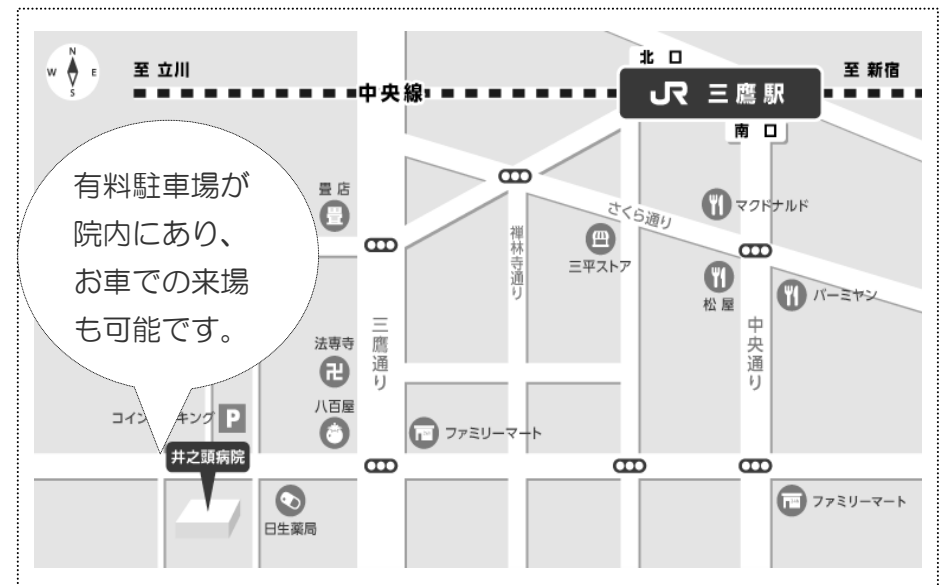 N
W E
S
至 立川
中央線
北 口
JR 三鷹駅
至 新宿
南 口
有料駐車場が
院内にあり、
お車での来場
も可能です。
畳店
畳
禅林寺通り
さくら通り
三平ストア
マクドナルド
松屋
バーミヤン
中央通り
三鷹通り
法専寺
卍
八百屋
コイン
キング
P
ファミリーマート
井之頭病院
日生薬局
ファミリーマート